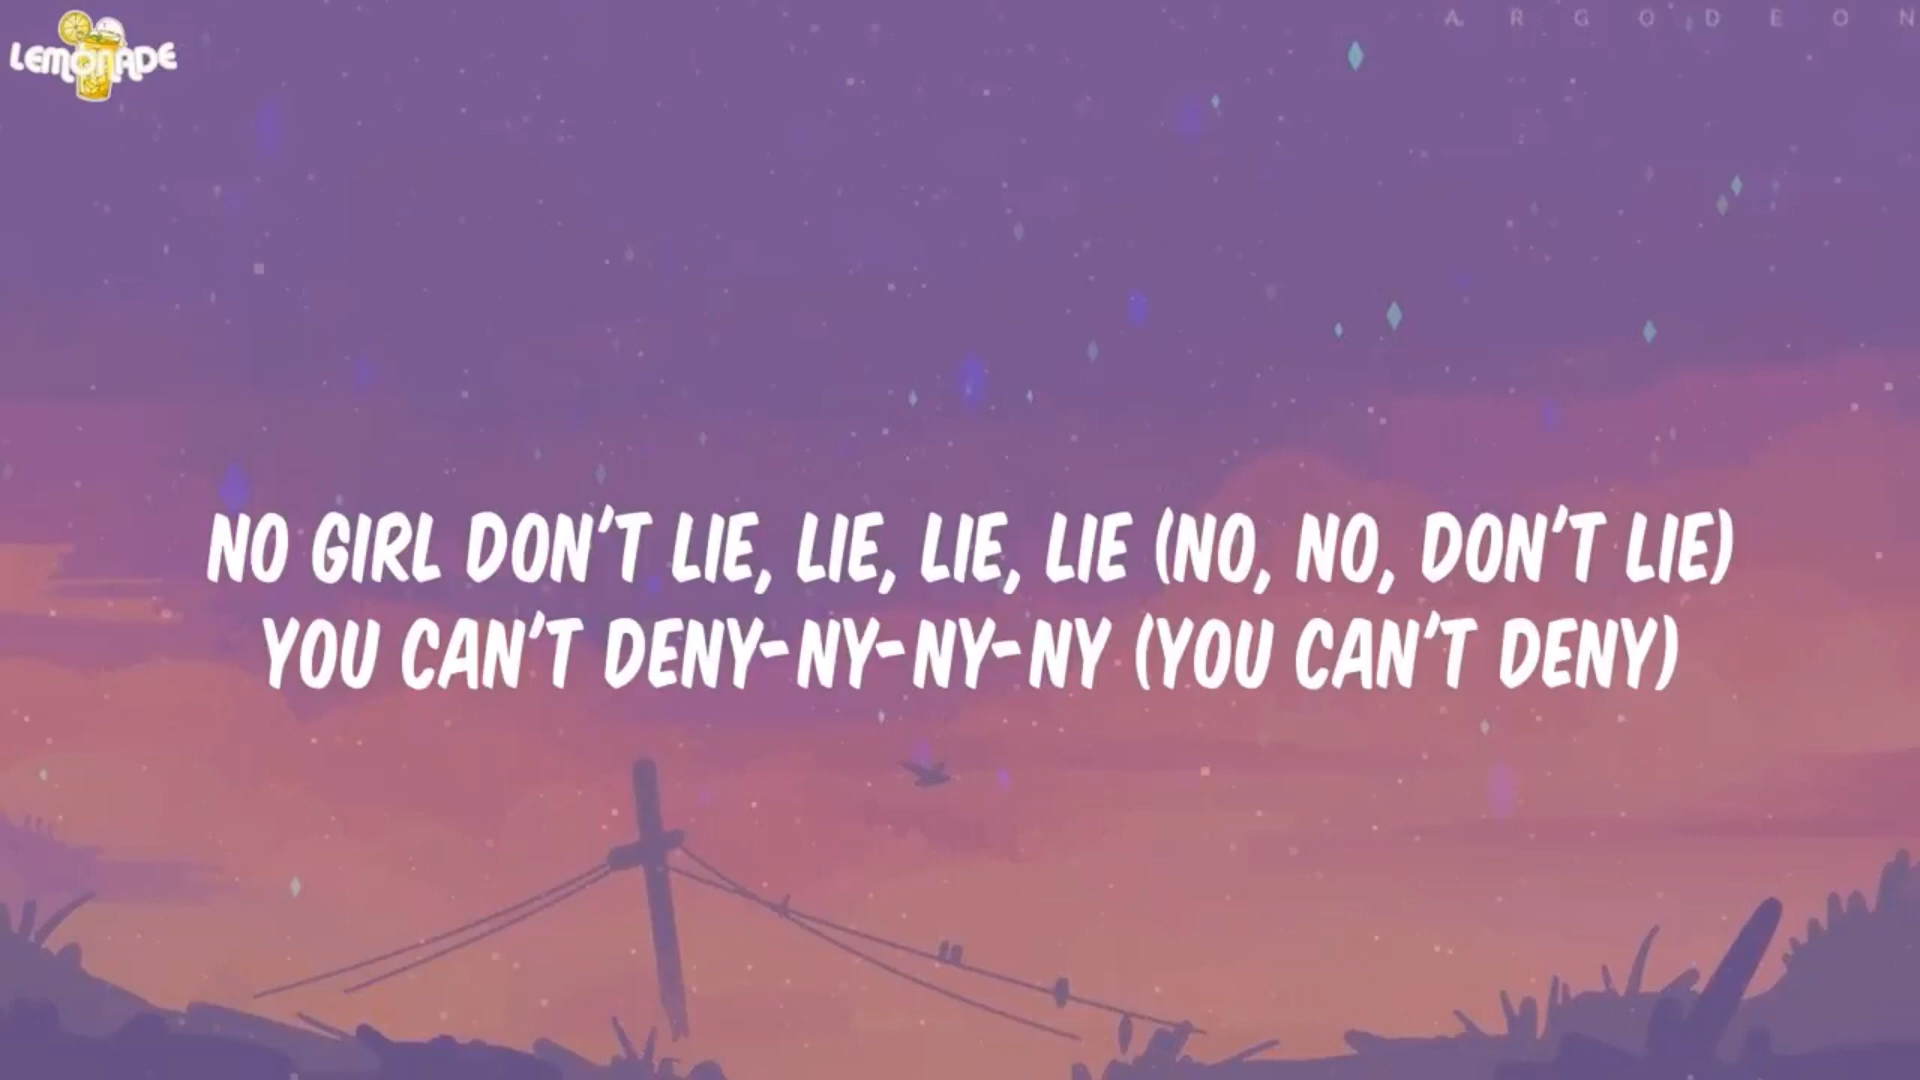 LEMONADE
ARGODEON
NO GIRL DON'T LIE, LIE, LIE, LIE (NO, NO, DON'T LIE)
YOU CAN'T DENY-NY-NY-NY (YOU CAN'T DENY)